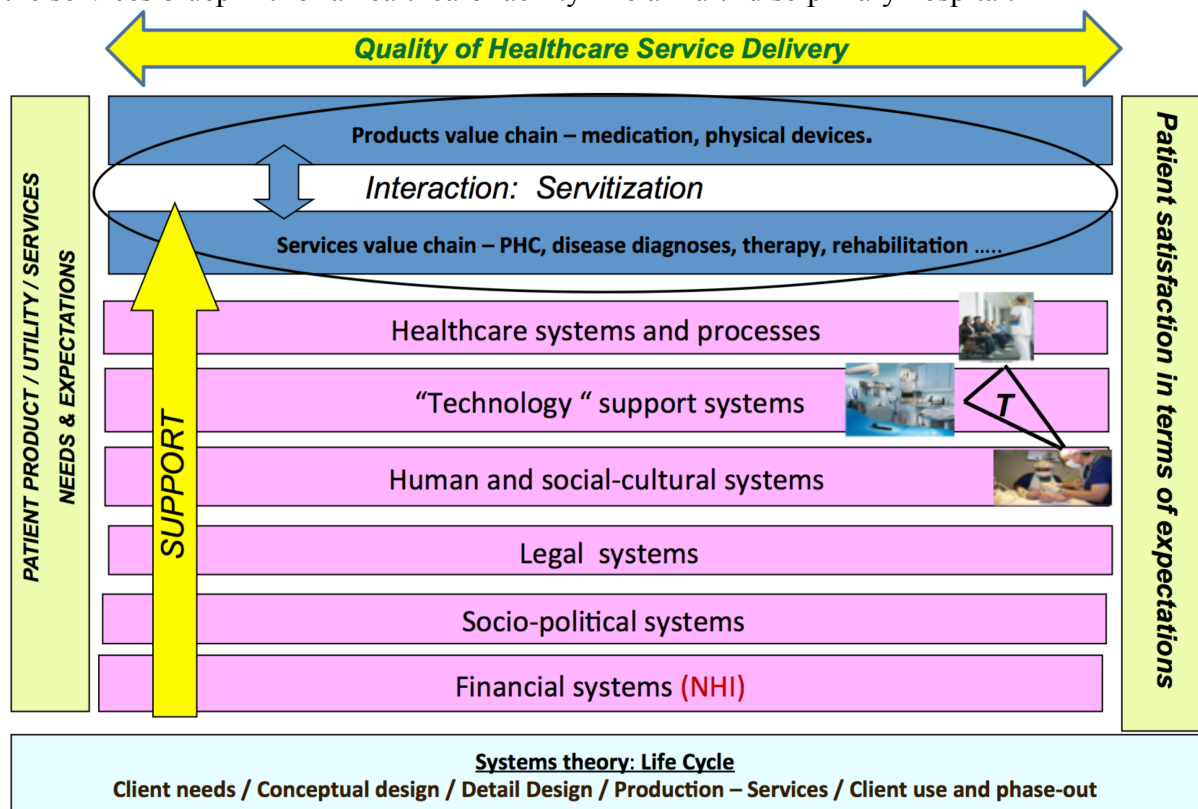 Quality of Healthcare Service Delivery
PATIENT PRODUCT / UTILITY / SERVICES
NEEDS & EXPECTATIONS
Products value chain – medication, physical devices.
Interaction: Servitization
Services value chain – PHC, disease diagnoses, therapy, rehabilitation .....
SUPPORT
Healthcare systems and processes
“Technology “ support systems
T
Human and social-cultural systems
Legal systems
Socio-political systems
Financial systems (NHI)
Patient satisfaction in terms of expectations
Systems theory: Life Cycle
Client needs / Conceptual design / Detail Design / Production – Services / Client use and phase-out